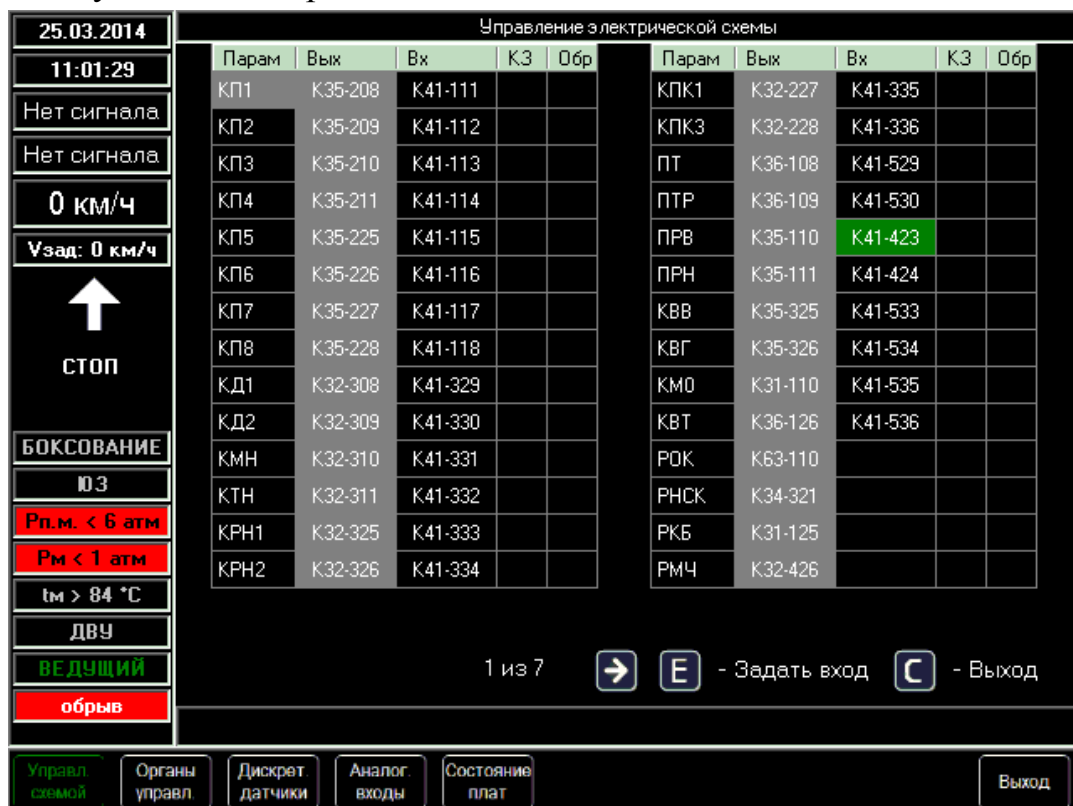 25.03.2014
11:01:29
Нет сигнала
Нет сигнала
0 км/ч
Vзад: 0 км/ч
СТОП
БОКСОВАНИЕ
ЮЗ
Рп.м. < 6 атм
Рм < 1 атм
tм > 84 °C
ДВУ
ВЕДУЩИЙ
обрыв
Управление электрической схемы
Парам Вых Вх К.З Обр Парам Вых Вх К.З Обр
КП1 К35-208 К41-111 КПК1 К32-227 К41-335
КП2 К35-209 К41-112 КПК3 К32-228 К41-336
КП3 К35-210 К41-113 ПТ К36-108 К41-529
КП4 К35-211 К41-114 ПТР К36-109 К41-530
КП5 К35-225 К41-115 ПРВ К35-110 К41-423
КП6 К35-226 К41-116 ПРН К35-111 К41-424
КП7 К35-227 К41-117 КВВ К35-325 К41-533
КП8 К35-228 К41-118 КВГ К35-326 К41-534
КД1 К32-308 К41-329 КМО К31-110 К41-535
КД2 К32-309 К41-330 КВТ К36-126 К41-536
КМН К32-310 К41-331 РОК К63-110
КТН К32-311 К41-332 РНСК К34-321
КРН1 К32-325 К41-333 РКБ К31-125
КРН2 К32-326 К41-334 РМЧ К32-426
1 из 7 → E - Задать вход C - Выход
Управл. схемой
Органы управл.
Дискрет. датчики
Аналог. входы
Состояние плат
Выход